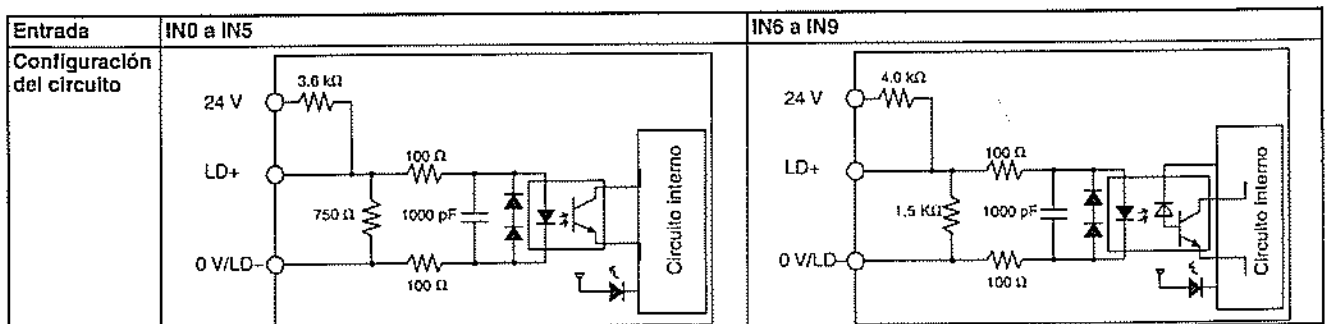 Entrada
IN0 a IN5
IN6 a IN9
Configuración
del circuito
3.6 kΩ
24 V
LD+
100 Ω
750 Ω
1000 pF
0 V/LD-
100 Ω
Circuito interno
4.0 kΩ
24 V
LD+
100 Ω
1,5 KΩ
1000 pF
0 V/LD-
100 Ω
Circuito interno